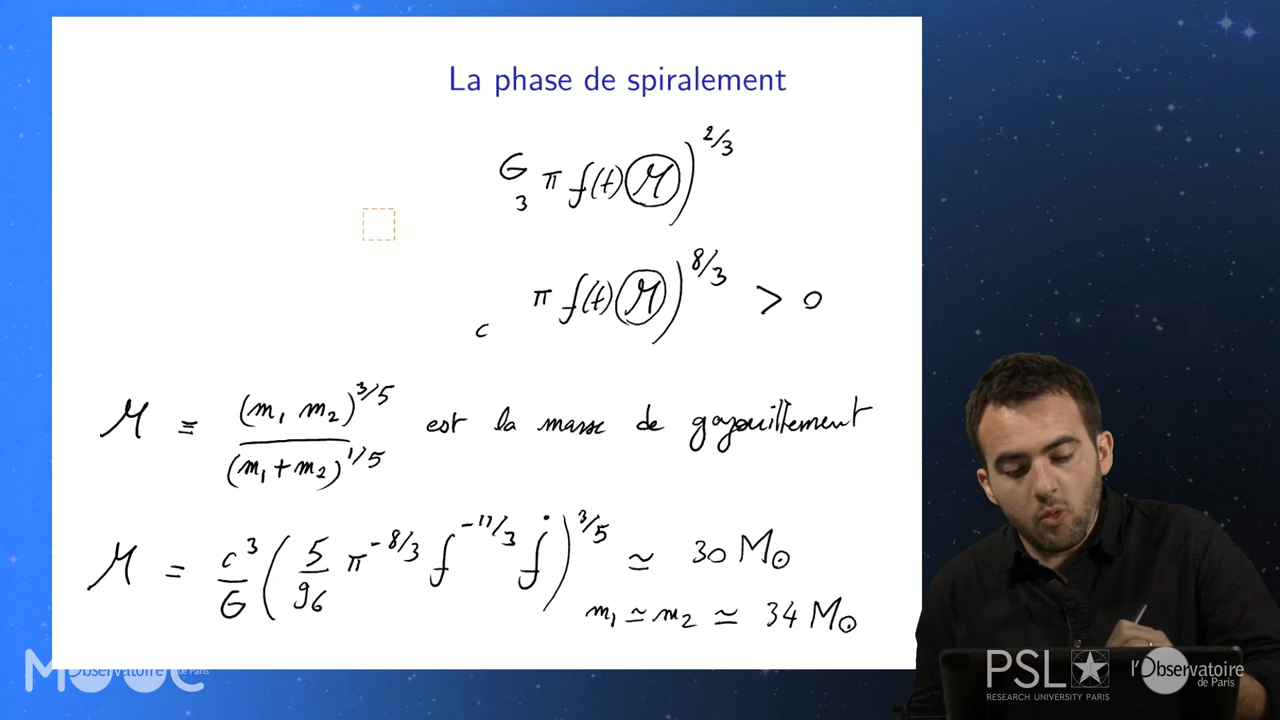 La phase de spiralement
G/3 π f(t) ℳ)^2/3
c π f(t) ℳ)^8/3 > 0
ℳ ≡ (m₁ m₂)^3/5 / (m₁+m₂)^1/5 est la masse de gazouillement
ℳ = c³/G (5/96 π^-8/3 f^-11/3 ḟ)^3/5 ≃ 30 M⊙
m₁ ≃ m₂ ≃ 34 M⊙
MOOC
l'Observatoire de Paris
PSL
RESEARCH UNIVERSITY PARIS
l'Observatoire
de Paris